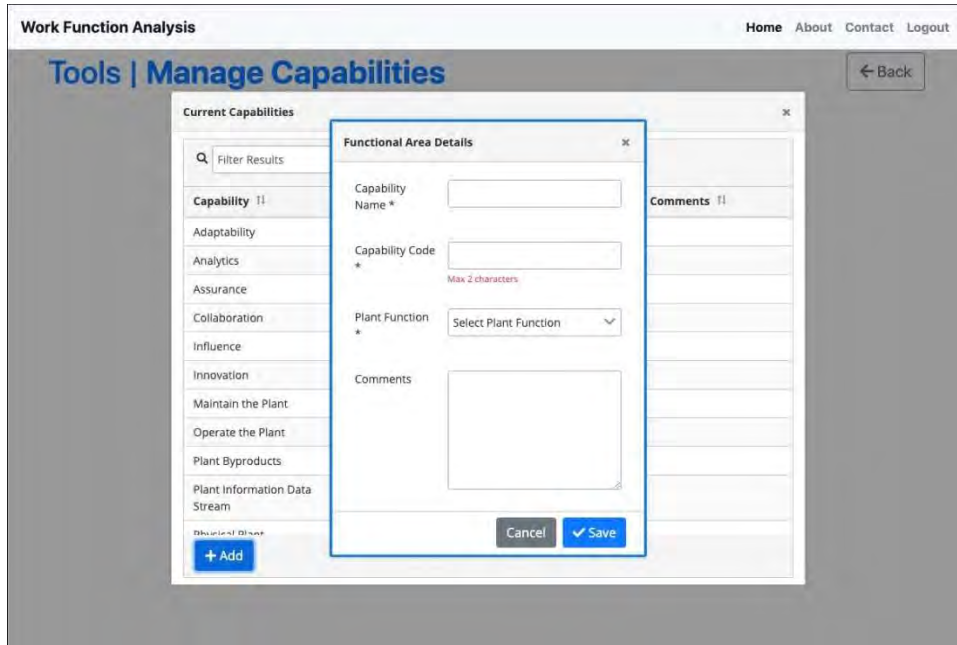 Work Function Analysis
Home About Contact Logout
Tools | Manage Capabilities
Back
Current Capabilities
Filter Results
Capability
Comments
Adaptability
Analytics
Assurance
Collaboration
Influence
Innovation
Maintain the Plant
Operate the Plant
Plant Byproducts
Plant Information Data
Stream
Physical Plant
+ Add
Functional Area Details
Capability
Name *
Capability Code
*
Max 2 characters
Plant Function
*
Select Plant Function
Comments
Cancel
Save